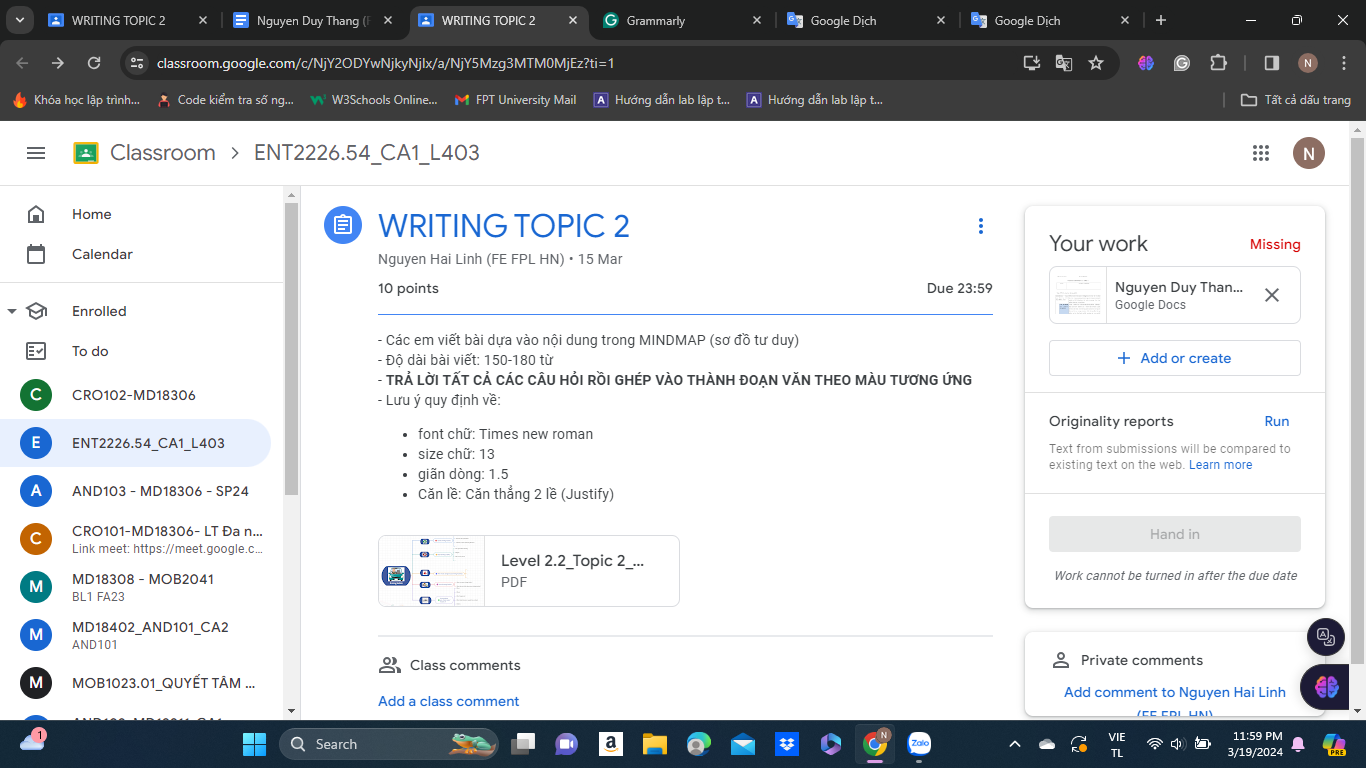 WRITING TOPIC 2
Nguyen Duy Thang (F
WRITING TOPIC 2
Grammarly
Google Dịch
Google Dịch
classroom.google.com/c/NjY2ODYwNjkyNjIx/a/NjY5Mzg3MTM0MjEz?ti=1
N
Khóa học lập trình...
Code kiểm tra số ng...
W3Schools Online...
FPT University Mail
Hướng dẫn lab lập t...
Hướng dẫn lab lập t...
Tất cả dấu trang
Classroom
ENT2226.54_CA1_L403
N
Home
Calendar
Enrolled
To do
C
CRO102-MD18306
E
ENT2226.54_CA1_L403
A
AND103 - MD18306 - SP24
C
CRO101-MD18306- LT Đa n...
Link meet: https://meet.google.c...
M
MD18308 - MOB2041
BL1 FA23
M
MD18402_AND101_CA2
AND101
M
MOB1023.01_QUYẾT TÂM ...
WRITING TOPIC 2
Nguyen Hai Linh (FE FPL HN) • 15 Mar
10 points
Due 23:59
- Các em viết bài dựa vào nội dung trong MINDMAP (sơ đồ tư duy)
- Độ dài bài viết: 150-180 từ
- TRẢ LỜI TẤT CẢ CÁC CÂU HỎI RỒI GHÉP VÀO THÀNH ĐOẠN VĂN THEO MÀU TƯƠNG ỨNG
- Lưu ý quy định về:
• font chữ: Times new roman
• size chữ: 13
• giãn dòng: 1.5
• Căn lề: Căn thẳng 2 lề (Justify)
Level 2.2_Topic 2_...
PDF
Class comments
Add a class comment
Your work
Missing
Nguyen Duy Than...
Google Docs
Add or create
Originality reports
Run
Text from submissions will be compared to
existing text on the web. Learn more
Hand in
Work cannot be turned in after the due date
Private comments
Add comment to Nguyen Hai Linh
(FE FPL HN)
1
Search
a
N
Zalo
VIE
TL
11:59 PM
3/19/2024
PRE